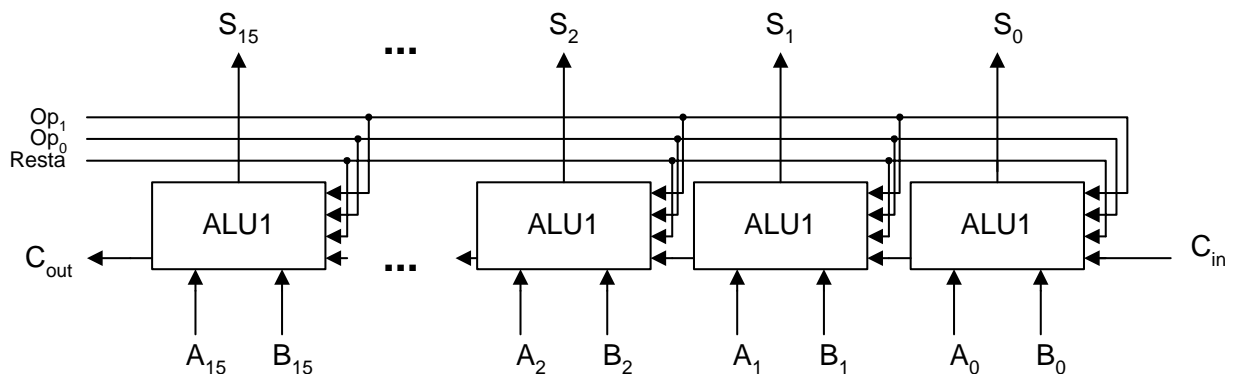 S15 ... S2 S1 S0
Op1
Op0
Resta
ALU1 ALU1 ALU1 ALU1
Cout ... Cin
A15 B15 A2 B2 A1 B1 A0 B0